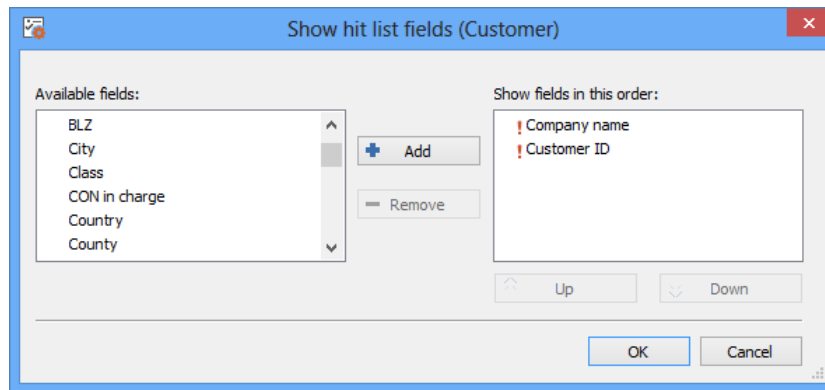 Show hit list fields (Customer)
Available fields:
BLZ
City
Class
CON in charge
Country
County
Add
Remove
Show fields in this order:
! Company name
! Customer ID
Up
Down
OK
Cancel